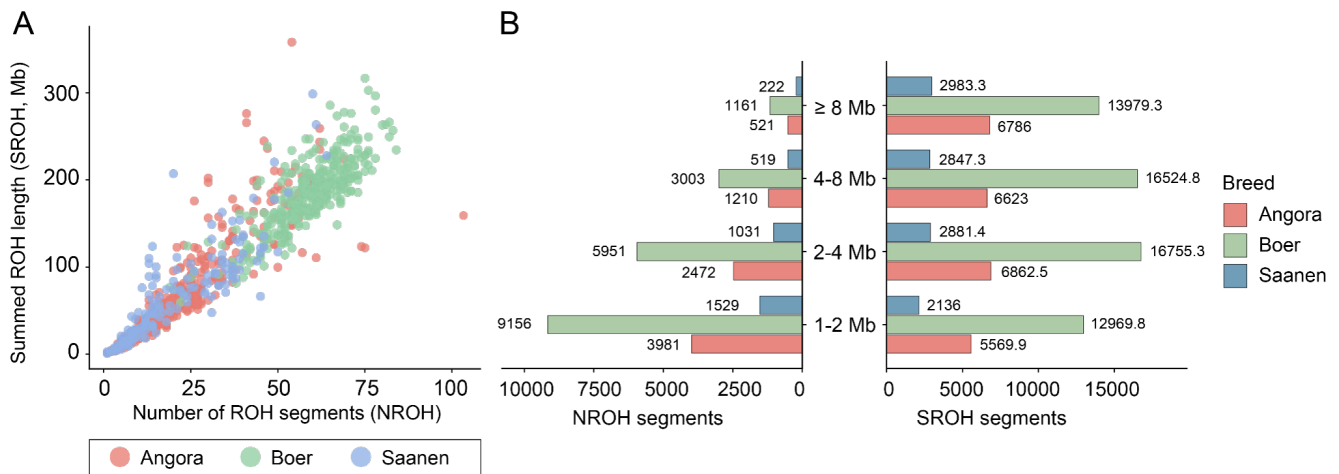 A
Summed ROH length (SROH, Mb)
300
200
100
0
0 25 50 75 100
Number of ROH segments (NROH)
Angora Boer Saanen
B
222 ≥ 8 Mb 2983.3
1161 13979.3
521 6786
519 4-8 Mb 2847.3
3003 16524.8
1210 6623
1031 2-4 Mb 2881.4
5951 16755.3
2472 6862.5
1529 1-2 Mb 2136
9156 12969.8
3981 5569.9
10000 7500 5000 2500 0
NROH segments
5000 10000 15000
SROH segments
Breed
Angora
Boer
Saanen